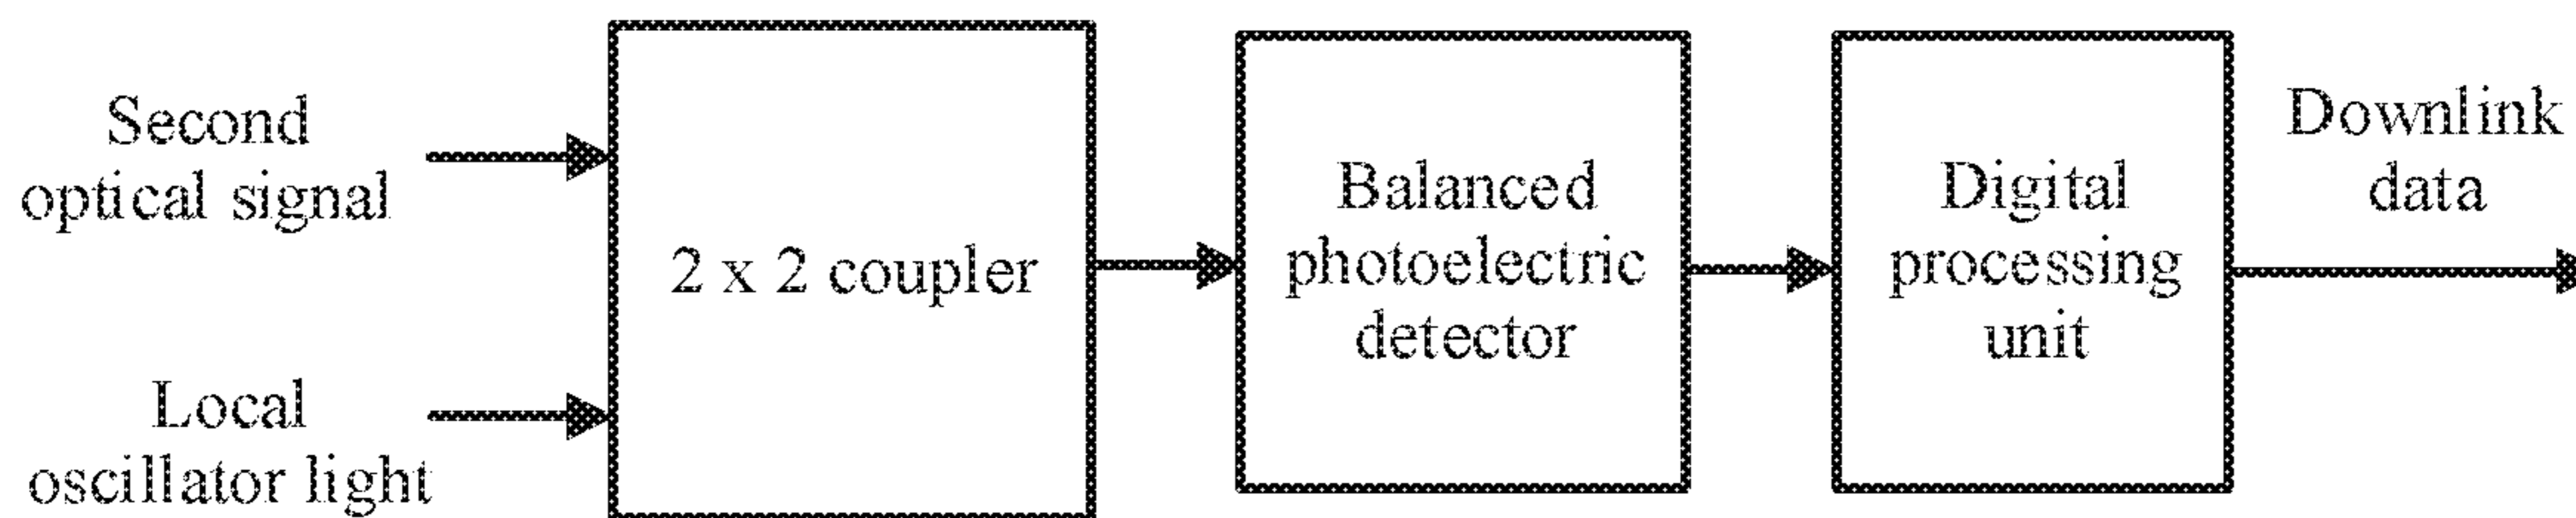 Second
optical signal
Local
oscillator light
2 x 2 coupler
Balanced
photoelectric
detector
Digital
processing
unit
Downlink
data